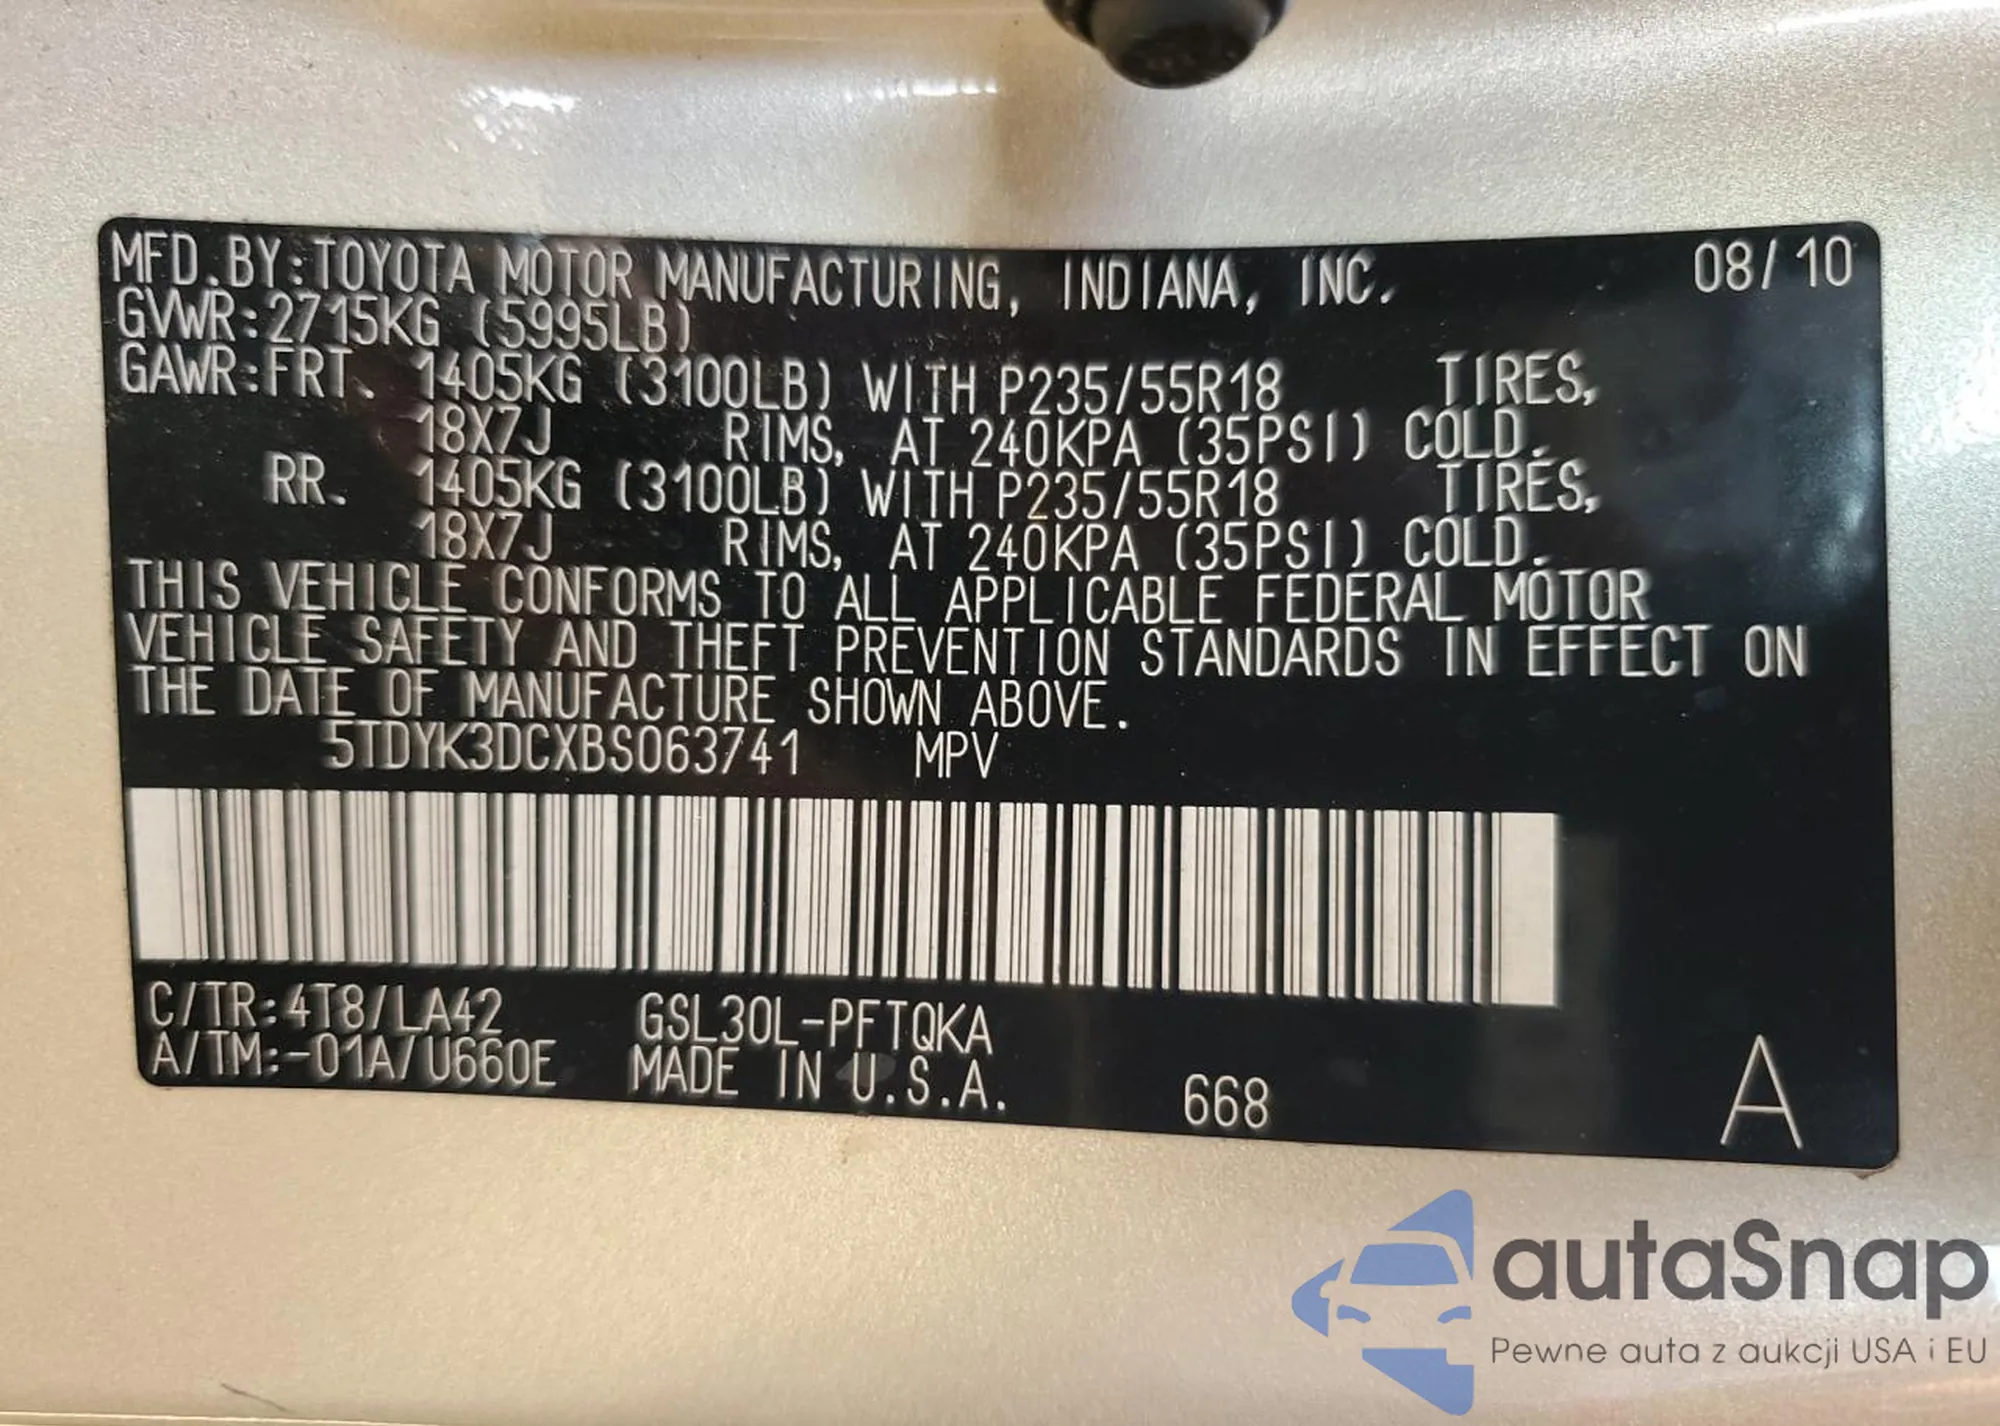 MFD.BY:TOYOTA MOTOR MANUFACTURING, INDIANA, INC. 08/10
GVWR:2715KG (5995LB)
GAWR:FRT. 1405KG (3100LB) WITH P235/55R18 TIRES,
18X7J RIMS, AT 240KPA (35PSI) COLD.
RR. 1405KG (3100LB) WITH P235/55R18 TIRES,
18X7J RIMS, AT 240KPA (35PSI) COLD.
THIS VEHICLE CONFORMS TO ALL APPLICABLE FEDERAL MOTOR
VEHICLE SAFETY AND THEFT PREVENTION STANDARDS IN EFFECT ON
THE DATE OF MANUFACTURE SHOWN ABOVE.
5TDYK3DCXBS063741 MPV
C/TR:4T8/LA42 GSL30L-PFTQKA
A/TM:-01A/U660E MADE IN U.S.A. 668 A
autaSnap
Pewne auta z aukcji USA i EU